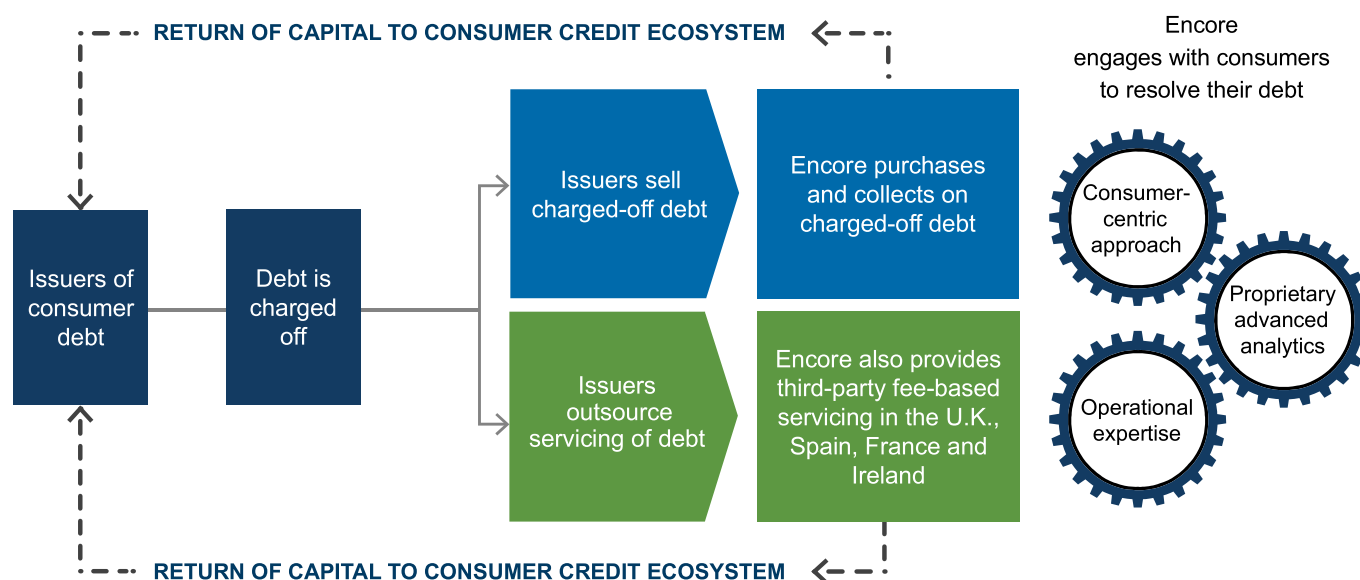 RETURN OF CAPITAL TO CONSUMER CREDIT ECOSYSTEM
Issuers of
consumer
debt
Debt is
charged
off
Issuers sell
charged-off debt
Encore purchases
and collects on
charged-off debt
Issuers
outsource
servicing of debt
Encore also provides
third-party fee-based
servicing in the U.K.,
Spain, France and
Ireland
RETURN OF CAPITAL TO CONSUMER CREDIT ECOSYSTEM
Encore
engages with consumers
to resolve their debt
Consumer-
centric
approach
Proprietary
advanced
analytics
Operational
expertise